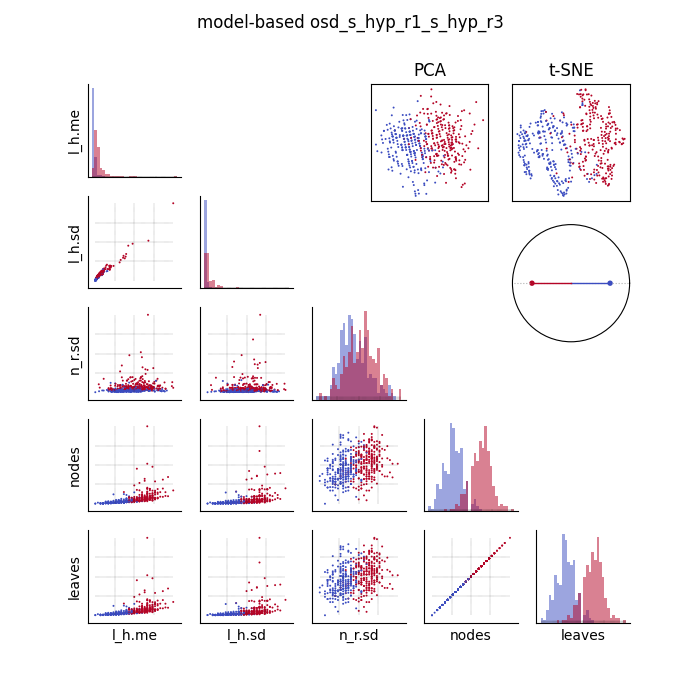 model-based osd_s_hyp_r1_s_hyp_r3
PCA
t-SNE
l_h.me
l_h.sd
n_r.sd
nodes
leaves
l_h.me
l_h.sd
n_r.sd
nodes
leaves